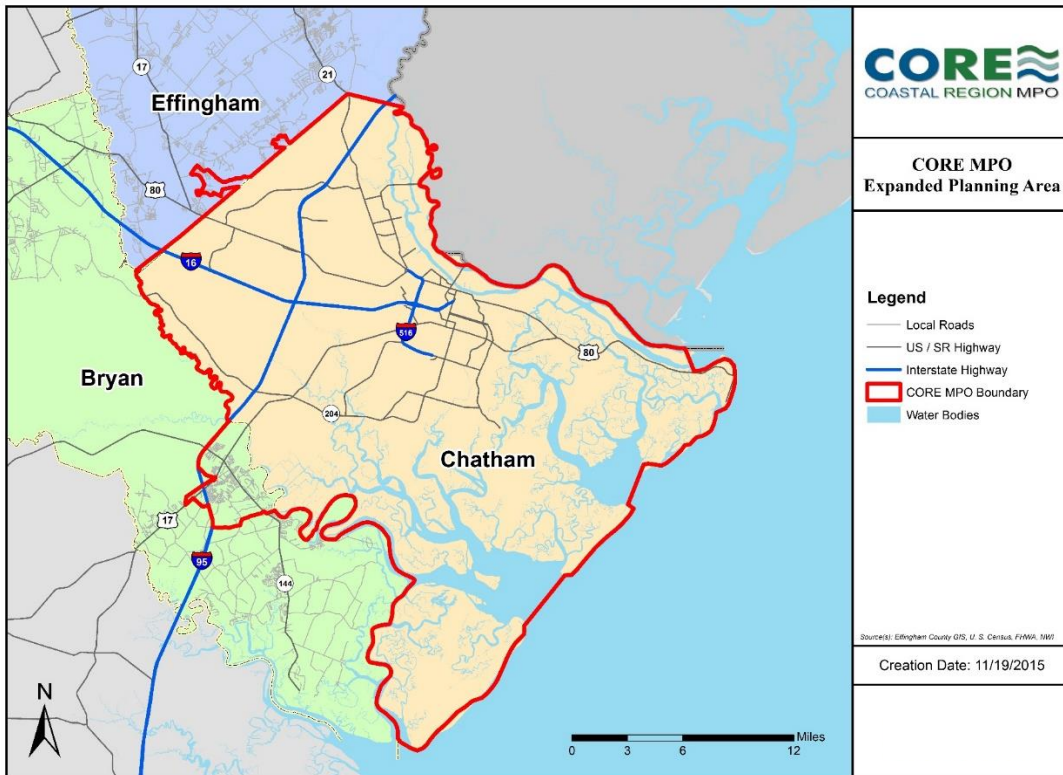 17
21
Effingham
80
16
516
80
Bryan
204
Chatham
17
95
144
N
Miles
0 3 6 12
CORE
COASTAL REGION MPO
CORE MPO
Expanded Planning Area
Legend
Local Roads
US / SR Highway
Interstate Highway
CORE MPO Boundary
Water Bodies
Source(s): Effingham County GIS, U. S. Census, FHWA, NWI
Creation Date: 11/19/2015